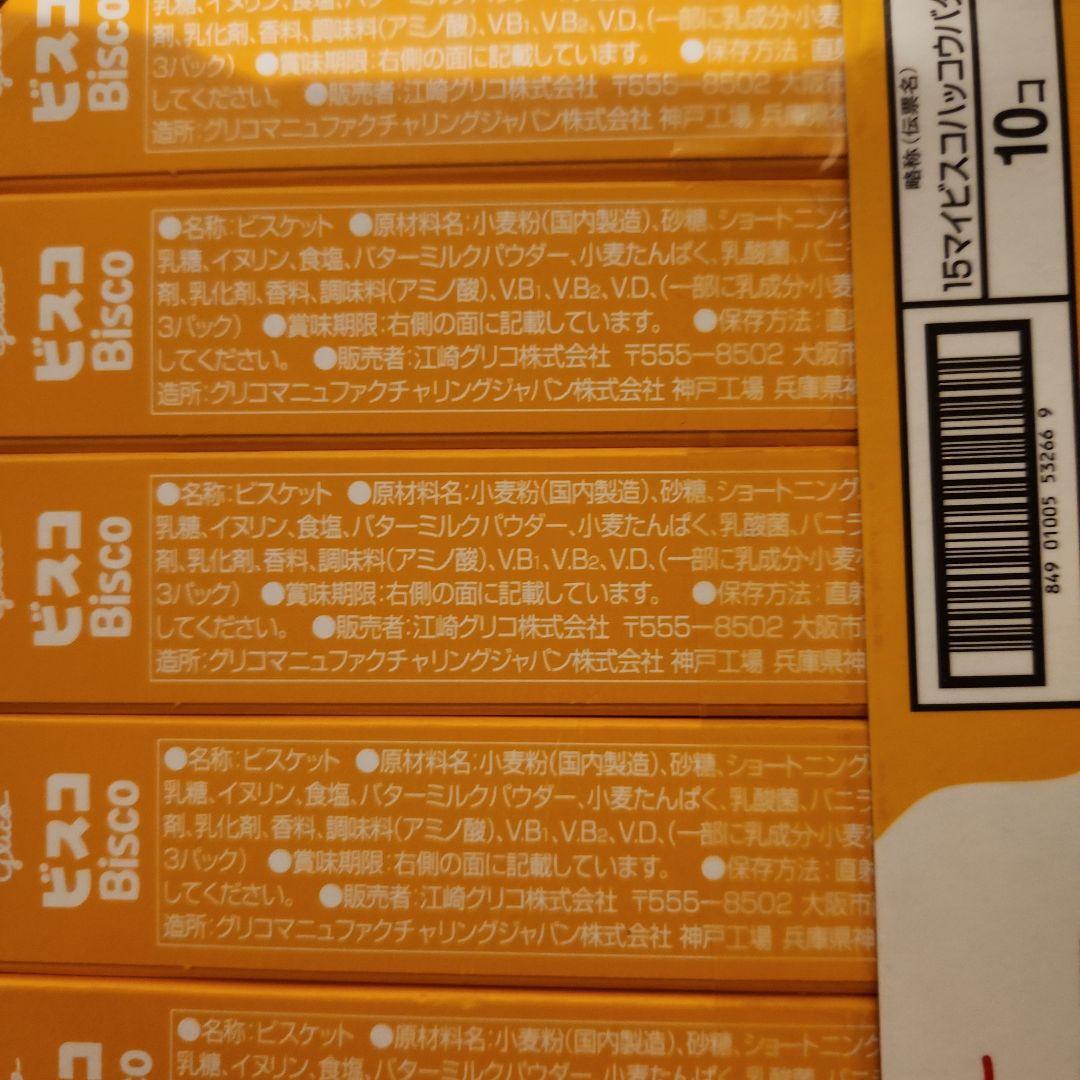 ビスコ
Bisco
乳糖、イヌリン、食塩、バターミルク
剤、乳化剤、香料、調味料(アミノ酸)、V.B1、V.B2、V.D、(一部に乳成分・小麦
3パック) ●賞味期限:右側の面に記載しています。 ●保存方法:直射
してください。 ●販売者:江崎グリコ株式会社 〒555-8502 大阪市
造所:グリコマニュファクチャリングジャパン株式会社 神戸工場 兵庫県神
ビスコ
Bisco
●名称:ビスケット ●原材料名:小麦粉(国内製造)、砂糖、ショートニング
乳糖、イヌリン、食塩、バターミルクパウダー、小麦たんぱく、乳酸菌、バニラ
剤、乳化剤、香料、調味料(アミノ酸)、V.B1、V.B2、V.D、(一部に乳成分・小麦
3パック) ●賞味期限:右側の面に記載しています。 ●保存方法:直射
してください。 ●販売者:江崎グリコ株式会社 〒555-8502 大阪市
造所:グリコマニュファクチャリングジャパン株式会社 神戸工場 兵庫県神
ビスコ
Bisco
●名称:ビスケット ●原材料名:小麦粉(国内製造)、砂糖、ショートニング
乳糖、イヌリン、食塩、バターミルクパウダー、小麦たんぱく、乳酸菌、バニラ
剤、乳化剤、香料、調味料(アミノ酸)、V.B1、V.B2、V.D、(一部に乳成分・小麦
3パック) ●賞味期限:右側の面に記載しています。 ●保存方法:直射
してください。 ●販売者:江崎グリコ株式会社 〒555-8502 大阪市
造所:グリコマニュファクチャリングジャパン株式会社 神戸工場 兵庫県神
Glico
ビスコ
Bisco
●名称:ビスケット ●原材料名:小麦粉(国内製造)、砂糖、ショートニング
乳糖、イヌリン、食塩、バターミルクパウダー、小麦たんぱく、乳酸菌、バニラ
剤、乳化剤、香料、調味料(アミノ酸)、V.B1、V.B2、V.D、(一部に乳成分・小麦
3パック) ●賞味期限:右側の面に記載しています。 ●保存方法:直射
してください。 ●販売者:江崎グリコ株式会社 〒555-8502 大阪市
造所:グリコマニュファクチャリングジャパン株式会社 神戸工場 兵庫県神
ビスコ
Bisco
●名称:ビスケット ●原材料名:小麦粉(国内製造)、砂糖、ショートニング
乳糖、イヌリン、食塩、バターミルクパウダー、小麦たんぱく、乳酸菌、バニラ
略称(伝票名)
15マイビスコハッコウバタ
10コ
849 01005 53266 9